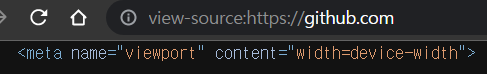 view-source:https://github.com
<meta name="viewport" content="width=device-width">